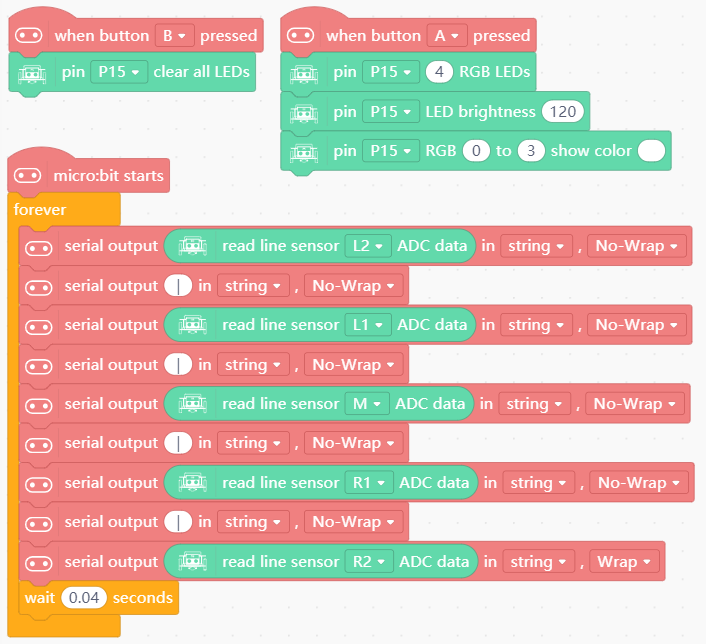 when button B pressed
pin P15 clear all LEDs
when button A pressed
pin P15 4 RGB LEDs
pin P15 LED brightness 120
pin P15 RGB 0 to 3 show color
micro:bit starts
forever
serial output read line sensor L2 ADC data in string , No-Wrap
serial output | in string , No-Wrap
serial output read line sensor L1 ADC data in string , No-Wrap
serial output | in string , No-Wrap
serial output read line sensor M ADC data in string , No-Wrap
serial output | in string , No-Wrap
serial output read line sensor R1 ADC data in string , No-Wrap
serial output | in string , No-Wrap
serial output read line sensor R2 ADC data in string , Wrap
wait 0.04 seconds